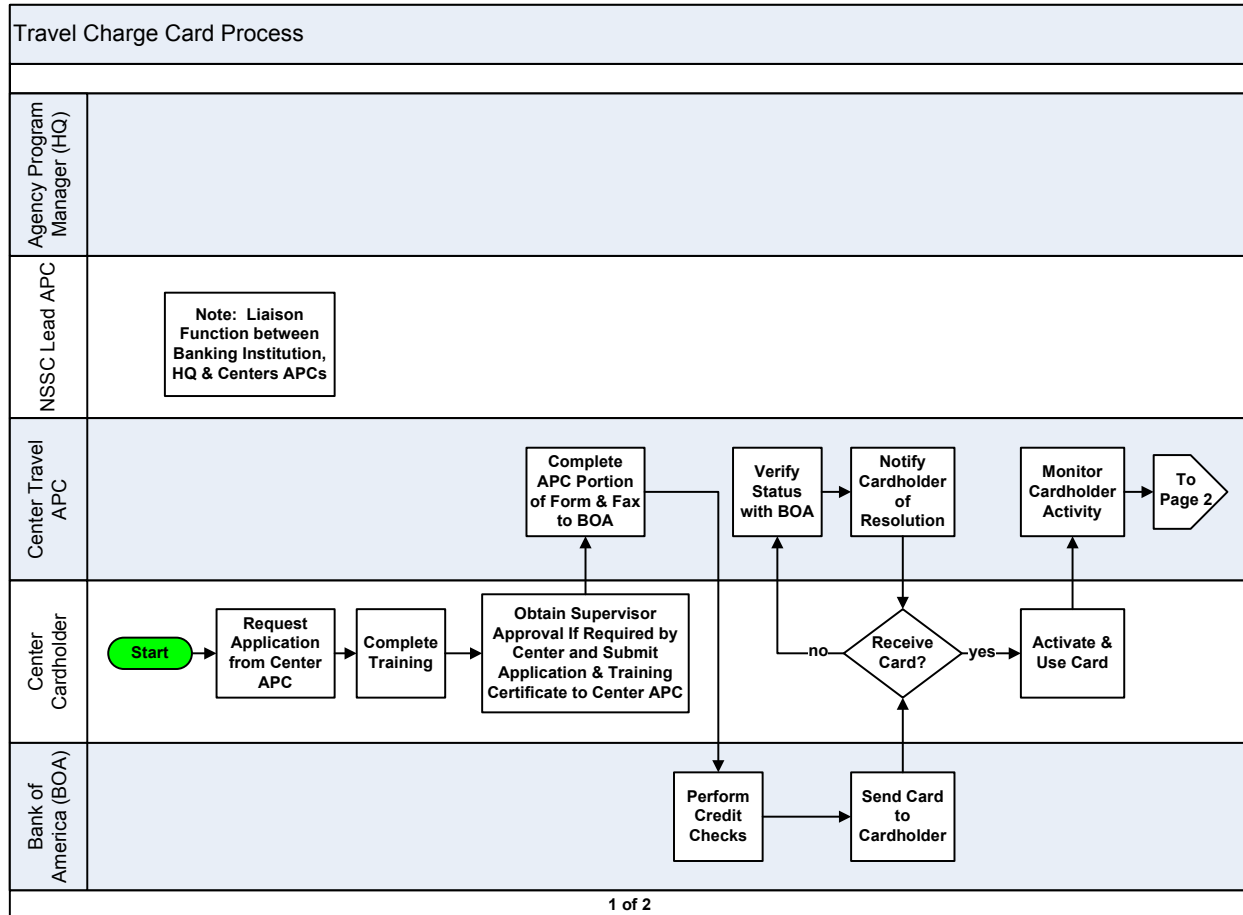 Travel Charge Card Process
Agency Program
Manager (HQ)
NSSC Lead APC
Note:  Liaison
Function between
Banking Institution,
HQ & Centers APCs
Center Travel
APC
Complete
APC Portion
of Form & Fax
to BOA
Verify
Status
with BOA
Notify
Cardholder
of
Resolution
Monitor
Cardholder
Activity
To
Page 2
Center
Cardholder
Start
Request
Application
from Center
APC
Complete
Training
Obtain Supervisor
Approval If Required by
Center and Submit
Application & Training
Certificate to Center APC
no
Receive
Card?
yes
Activate &
Use Card
Bank of
America (BOA)
Perform
Credit
Checks
Send Card
to
Cardholder
1 of 2